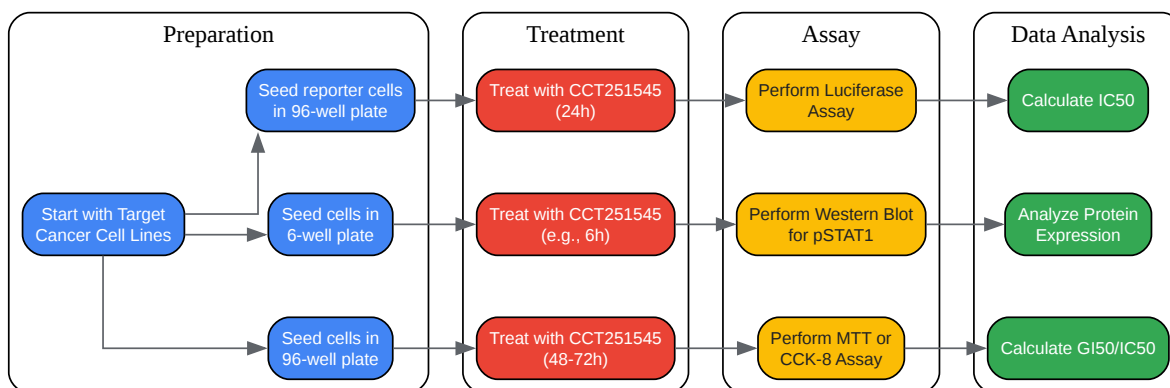 Preparation
Treatment
Assay
Data Analysis
Seed reporter cells
in 96-well plate
Treat with CCT251545
(24h)
Perform Luciferase
Assay
Calculate IC50
Start with Target
Cancer Cell Lines
Seed cells in
6-well plate
Treat with CCT251545
(e.g., 6h)
Perform Western Blot
for pSTAT1
Analyze Protein
Expression
Seed cells in
96-well plate
Treat with CCT251545
(48-72h)
Perform MTT or
CCK-8 Assay
Calculate GI50/IC50